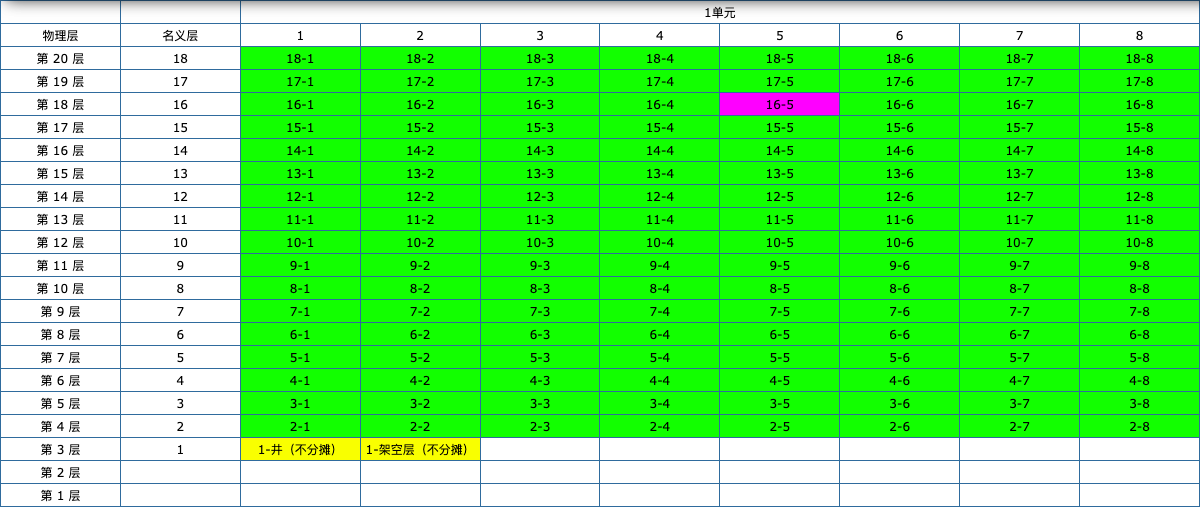 1单元
物理层 名义层 1 2 3 4 5 6 7 8
第 20 层 18 18-1 18-2 18-3 18-4 18-5 18-6 18-7 18-8
第 19 层 17 17-1 17-2 17-3 17-4 17-5 17-6 17-7 17-8
第 18 层 16 16-1 16-2 16-3 16-4 16-5 16-6 16-7 16-8
第 17 层 15 15-1 15-2 15-3 15-4 15-5 15-6 15-7 15-8
第 16 层 14 14-1 14-2 14-3 14-4 14-5 14-6 14-7 14-8
第 15 层 13 13-1 13-2 13-3 13-4 13-5 13-6 13-7 13-8
第 14 层 12 12-1 12-2 12-3 12-4 12-5 12-6 12-7 12-8
第 13 层 11 11-1 11-2 11-3 11-4 11-5 11-6 11-7 11-8
第 12 层 10 10-1 10-2 10-3 10-4 10-5 10-6 10-7 10-8
第 11 层 9 9-1 9-2 9-3 9-4 9-5 9-6 9-7 9-8
第 10 层 8 8-1 8-2 8-3 8-4 8-5 8-6 8-7 8-8
第 9 层 7 7-1 7-2 7-3 7-4 7-5 7-6 7-7 7-8
第 8 层 6 6-1 6-2 6-3 6-4 6-5 6-6 6-7 6-8
第 7 层 5 5-1 5-2 5-3 5-4 5-5 5-6 5-7 5-8
第 6 层 4 4-1 4-2 4-3 4-4 4-5 4-6 4-7 4-8
第 5 层 3 3-1 3-2 3-3 3-4 3-5 3-6 3-7 3-8
第 4 层 2 2-1 2-2 2-3 2-4 2-5 2-6 2-7 2-8
第 3 层 1 1-井（不分摊） 1-架空层（不分摊）
第 2 层
第 1 层